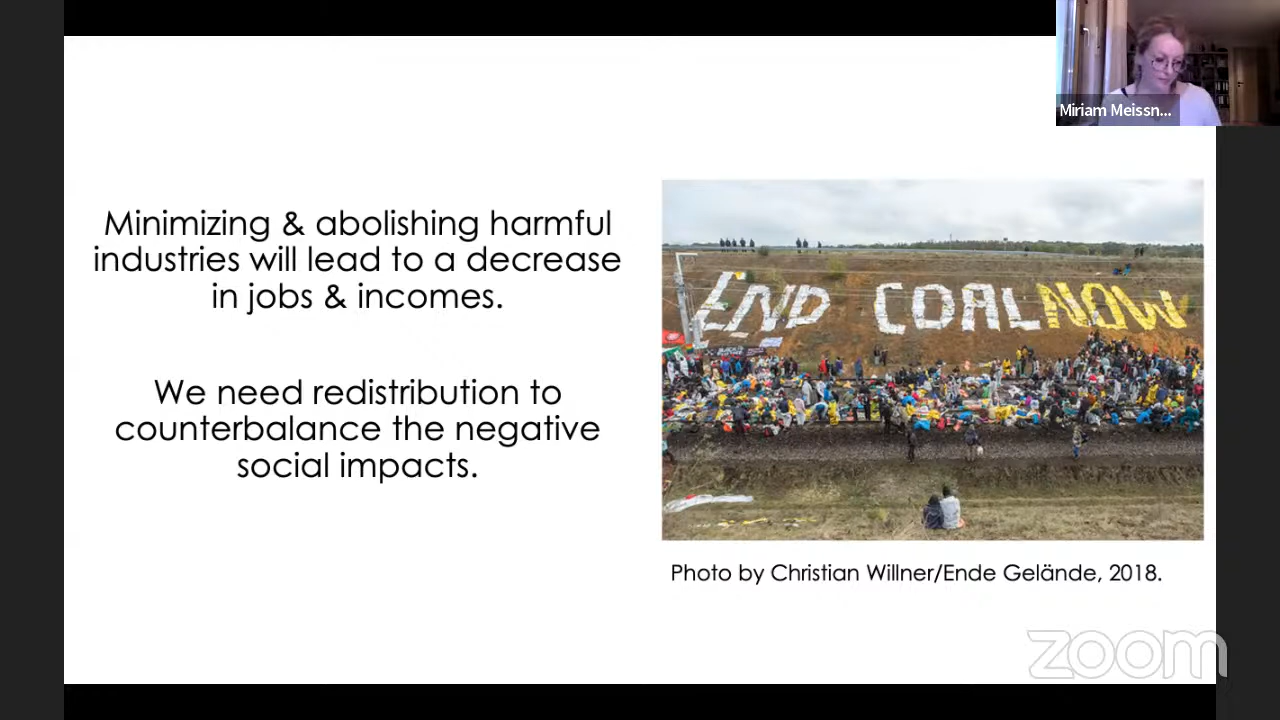 Miriam Meissn...
Minimizing & abolishing harmful
industries will lead to a decrease
in jobs & incomes.
We need redistribution to
counterbalance the negative
social impacts.
END COAL NOW
Photo by Christian Willner/Ende Gelände, 2018.
zoom